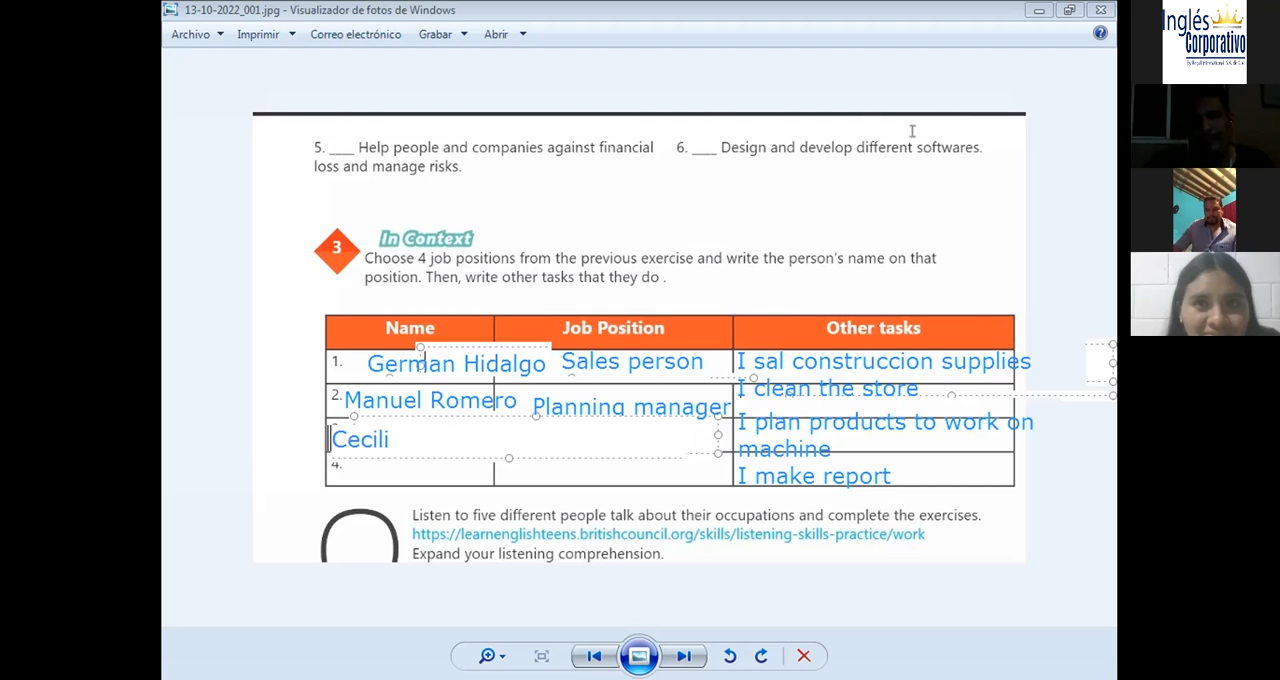 13-10-2022_001.jpg - Visualizador de fotos de Windows
Archivo Imprimir Correo electrónico Grabar Abrir
Inglés
Corporativo
5. ____ Help people and companies against financial
loss and manage risks.
6. ____ Design and develop different softwares.
3
In Context
Choose 4 job positions from the previous exercise and write the person's name on that
position. Then, write other tasks that they do .
Name Job Position Other tasks
1. German Hidalgo Sales person I sal construccion supplies
I clean the store
2. Manuel Romero Planning manager
I plan products to work on
machine
Cecili
4. I make report
Listen to five different people talk about their occupations and complete the exercises.
https://learnenglishteens.britishcouncil.org/skills/listening-skills-practice/work
Expand your listening comprehension.